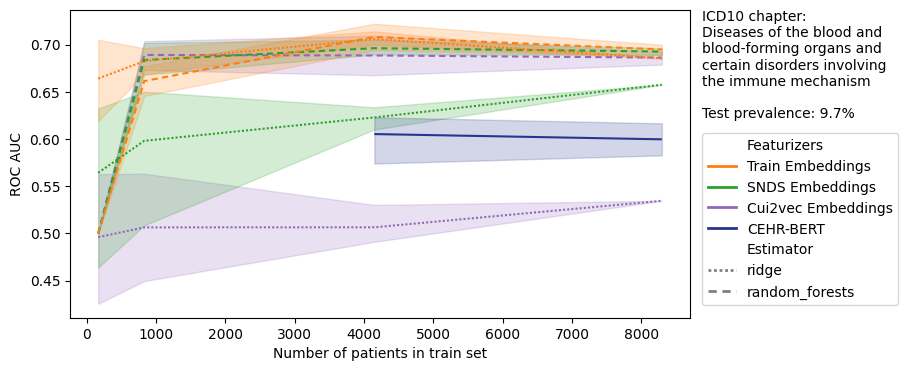 ICD10 chapter:
Diseases of the blood and
blood-forming organs and
certain disorders involving
the immune mechanism
Test prevalence: 9.7%
Featurizers
Train Embeddings
SNDS Embeddings
Cui2vec Embeddings
CEHR-BERT
Estimator
ridge
random_forests
ROC AUC
0.70
0.65
0.60
0.55
0.50
0.45
0 1000 2000 3000 4000 5000 6000 7000 8000
Number of patients in train set